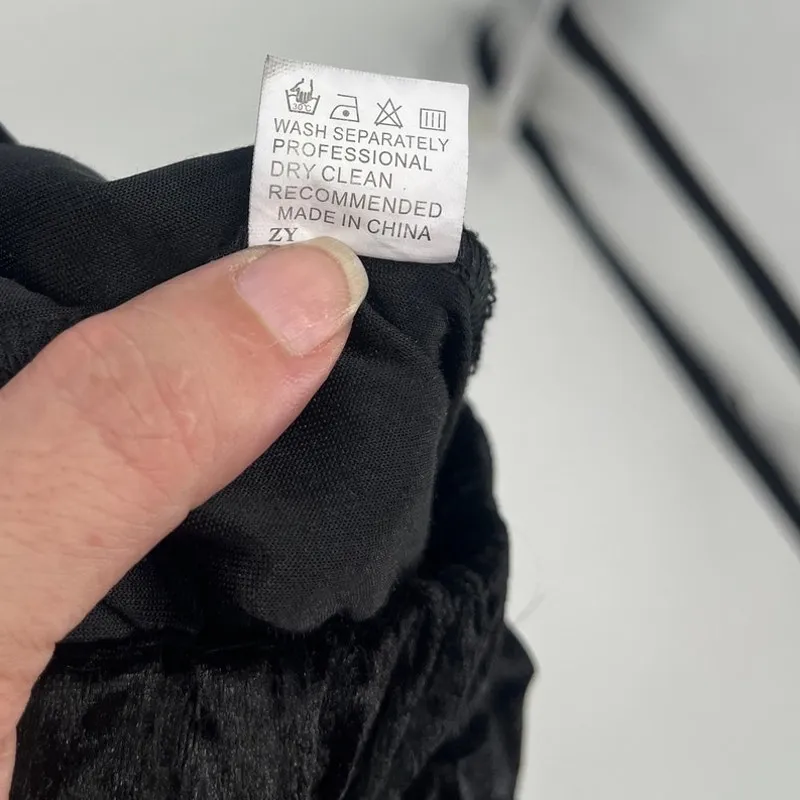 30°C
WASH SEPARATELY
PROFESSIONAL
DRY CLEAN
RECOMMENDED
MADE IN CHINA
ZY